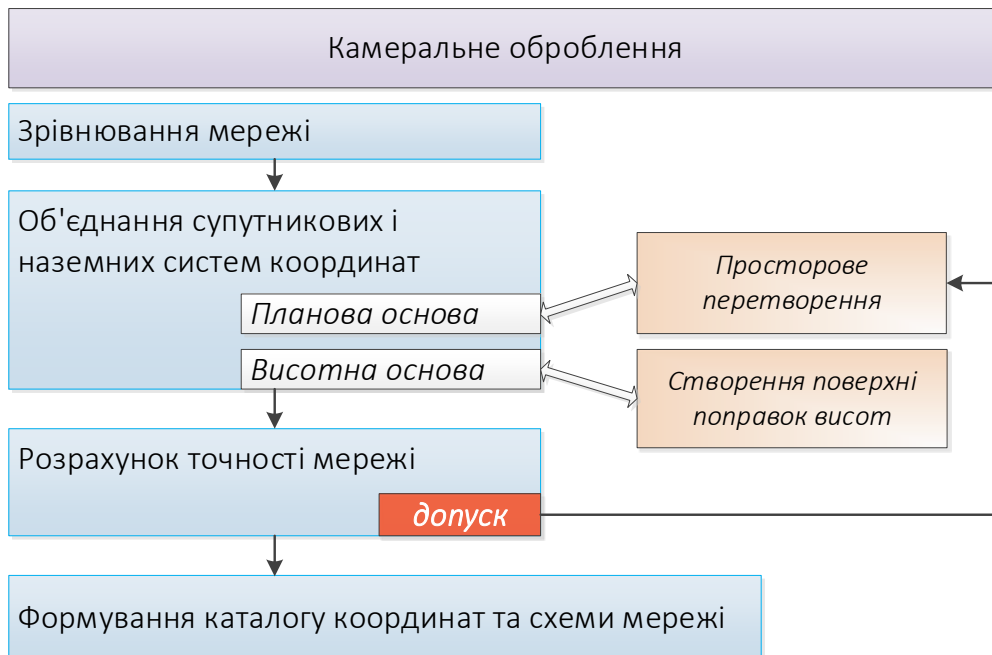 Камеральне оброблення
Зрівнювання мережі
Об'єднання супутникових і
наземних систем координат
Планова основа
Висотна основа
Просторове
перетворення
Створення поверхні
поправок висот
Розрахунок точності мережі
допуск
Формування каталогу координат та схеми мережі